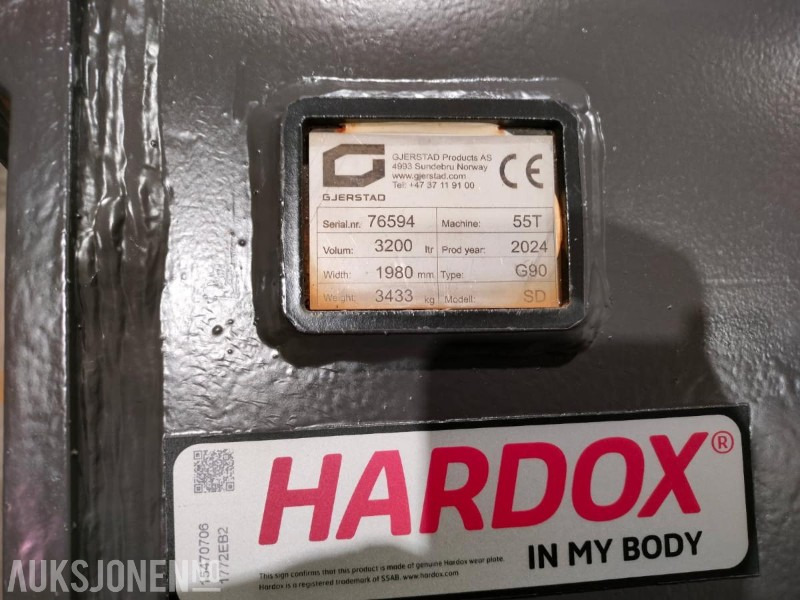 GJERSTAD Products AS
4993 Sundebru Norway
www.gjerstad.com
Tel: +47 37 11 91 00
GJERSTAD
CE
Serial.nr. 76594 Machine: 55T
Volum: 3200 ltr Prod year: 2024
Width: 1980 mm Type: G90
Weight: 3433 kg Modell: SD
HARDOX®
IN MY BODY
15470706
1772EB2
This sign confirms that this product is made of genuine Hardox wear plate.
Hardox is a registered trademark of SSAB. www.hardox.com
AUKSJONEN